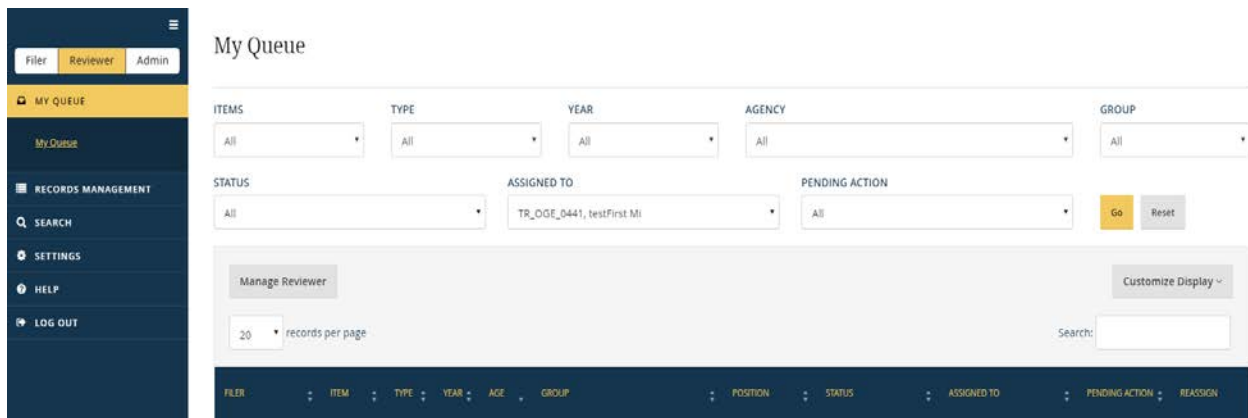 My Queue
Filer Reviewer Admin
MY QUEUE
My Queue
RECORDS MANAGEMENT
SEARCH
SETTINGS
HELP
LOG OUT
ITEMS TYPE YEAR AGENCY GROUP
All All All All All
STATUS ASSIGNED TO PENDING ACTION
All TR_OGE_0441, testFirst Mi All Go Reset
Manage Reviewer Customize Display
20 records per page Search:
FILER ITEM TYPE YEAR AGE GROUP POSITION STATUS ASSIGNED TO PENDING ACTION REASSIGN